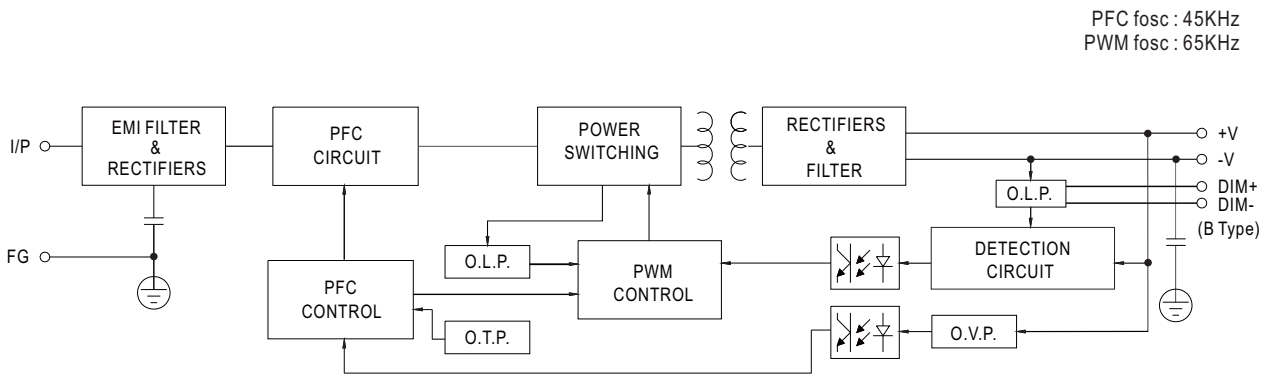 PFC fosc : 45KHz
PWM fosc : 65KHz
I/P
EMI FILTER
&
RECTIFIERS
PFC
CIRCUIT
POWER
SWITCHING
RECTIFIERS
&
FILTER
+V
-V
O.L.P.
DIM+
DIM-
(B Type)
FG
O.L.P.
PFC
CONTROL
PWM
CONTROL
DETECTION
CIRCUIT
O.T.P.
O.V.P.